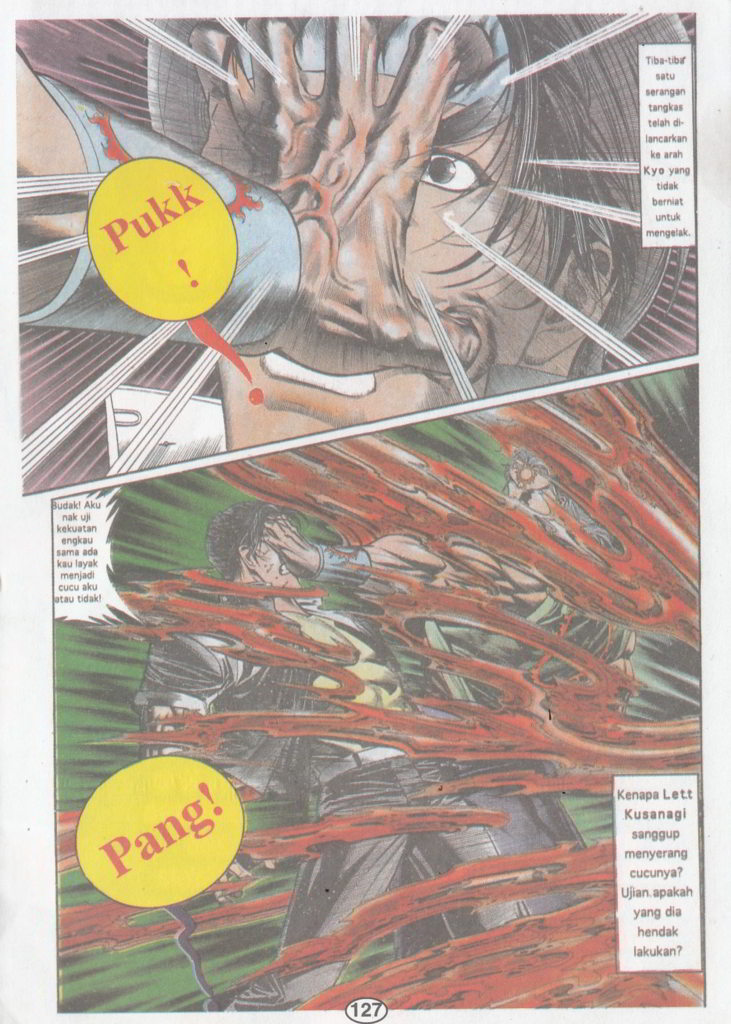 Tiba-tiba
satu
serangan
tangkas
telah di-
lancarkan
ke arah
Kyo yang
tidak
berniat
untuk
mengelak.
Pukk
!
Budak! Aku
nak uji
kekuatan
engkau
sama ada
kau layak
menjadi
cucu aku
atau tidak!
Pang!
Kenapa Lett
Kusanagi
sanggup
menyerang
cucunya?
Ujian.apakah
yang dia
hendak
lakukan?
127